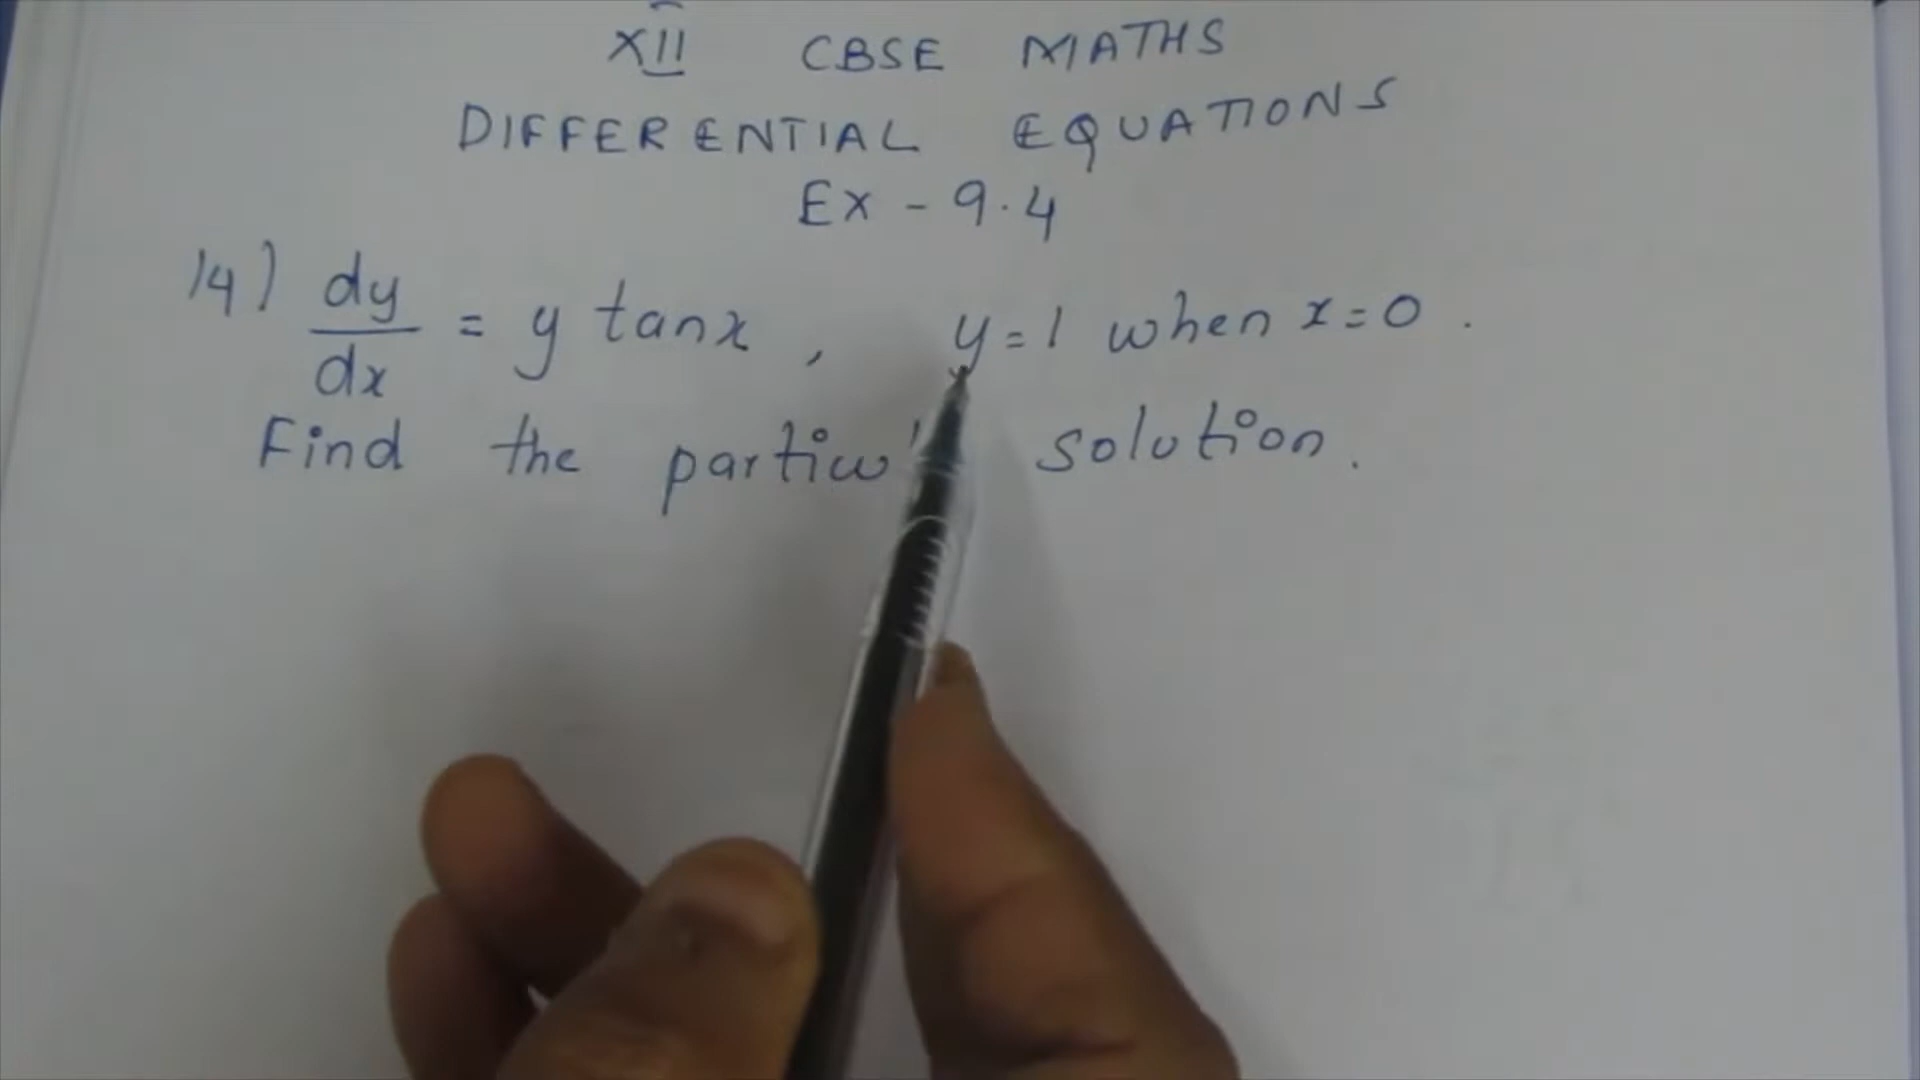 XII CBSE MATHS
DIFFERENTIAL EQUATIONS
Ex - 9.4
14) dy/dx = y tanx , y = 1 when x = 0 .
Find the solution.